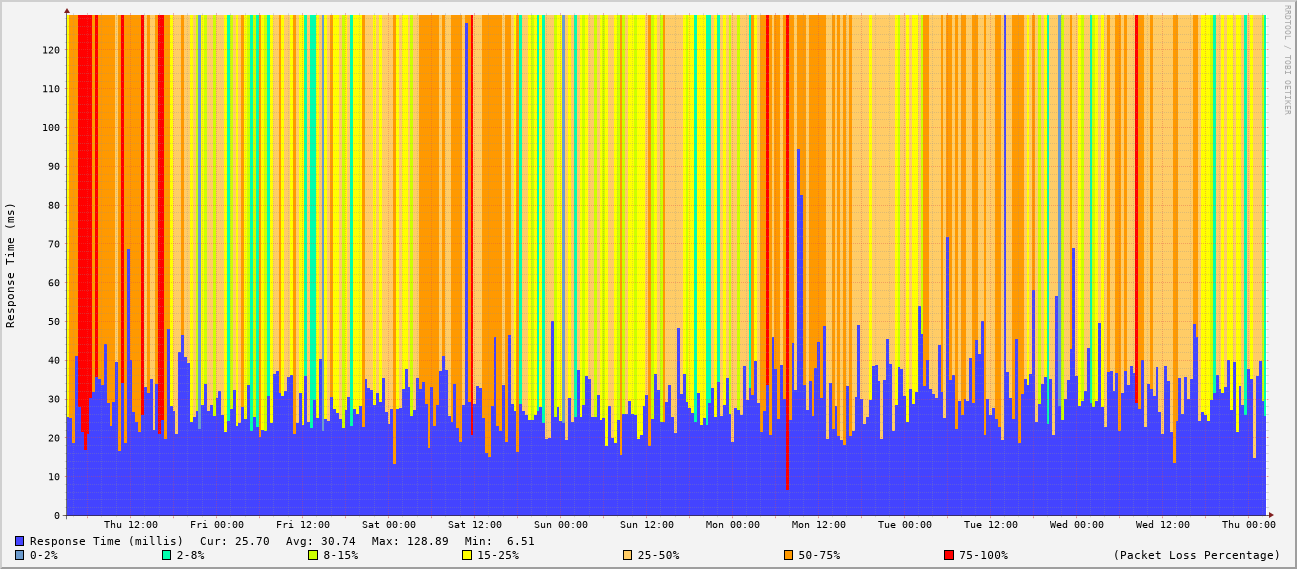 RRDTOOL / TOBI OETIKER
Response Time (ms)
120
110
100
90
80
70
60
50
40
30
20
10
0
Thu 12:00 Fri 00:00 Fri 12:00 Sat 00:00 Sat 12:00 Sun 00:00 Sun 12:00 Mon 00:00 Mon 12:00 Tue 00:00 Tue 12:00 Wed 00:00 Wed 12:00 Thu 00:00
Response Time (millis) Cur: 25.70 Avg: 30.74 Max: 128.89 Min: 6.51
0-2% 2-8% 8-15% 15-25% 25-50% 50-75% 75-100% (Packet Loss Percentage)